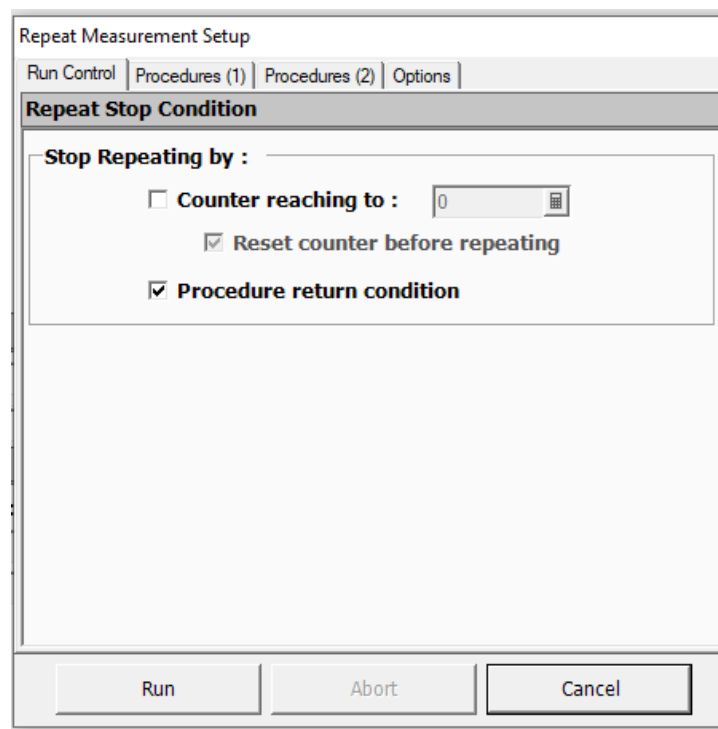 Repeat Measurement Setup
Run Control Procedures (1) Procedures (2) Options
Repeat Stop Condition
Stop Repeating by :
Counter reaching to : 0
Reset counter before repeating
Procedure return condition
Run Abort Cancel